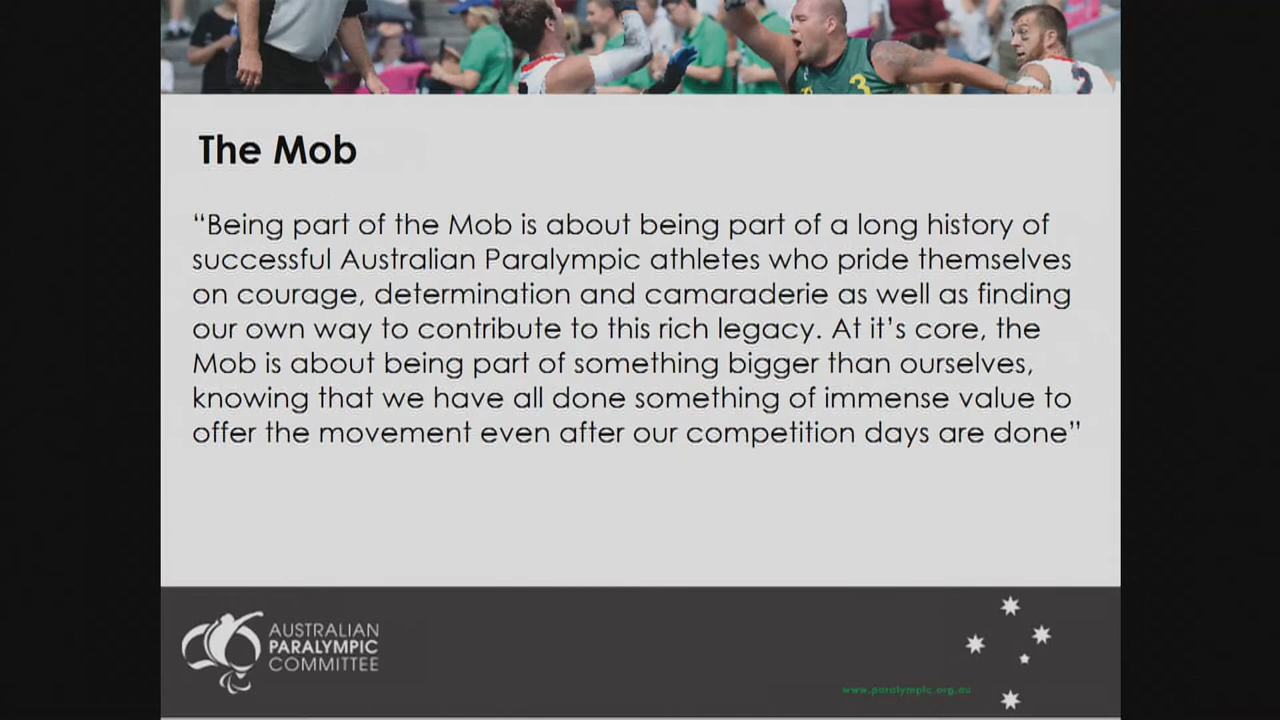 3
2
The Mob
“Being part of the Mob is about being part of a long history of
successful Australian Paralympic athletes who pride themselves
on courage, determination and camaraderie as well as finding
our own way to contribute to this rich legacy. At it’s core, the
Mob is about being part of something bigger than ourselves,
knowing that we have all done something of immense value to
offer the movement even after our competition days are done”
AUSTRALIAN
PARALYMPIC
COMMITTEE
www.paralympic.org.au